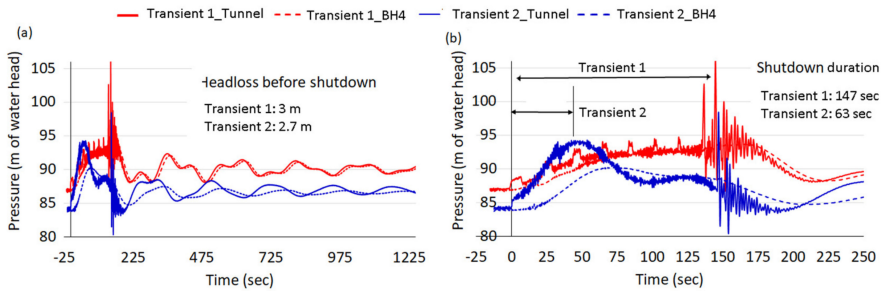 Transient 1_Tunnel Transient 1_BH4 Transient 2_Tunnel Transient 2_BH4
(a)
Pressure (m of water head)
105
100
95
90
85
80
-25 225 475 725 975 1225
Time (sec)
Headloss before shutdown
Transient 1: 3 m
Transient 2: 2.7 m
(b)
Pressure (m of water head)
105
100
95
90
85
80
-25 0 25 50 75 100 125 150 175 200 225 250
Time (sec)
Transient 1
Transient 2
Shutdown duration
Transient 1: 147 sec
Transient 2: 63 sec